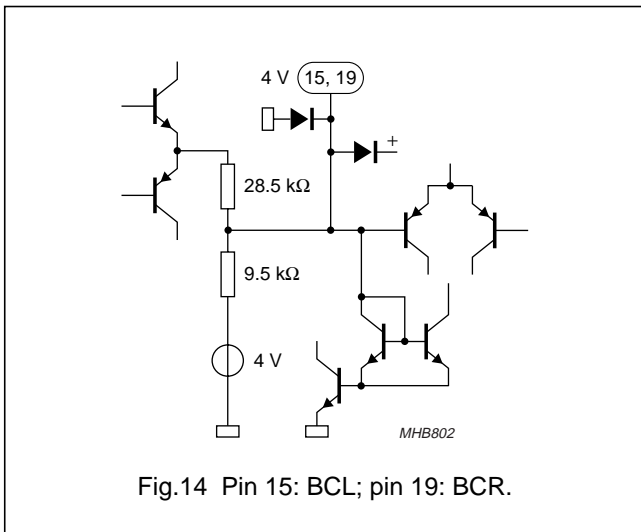 4 V
15, 19
+
28.5 kΩ
9.5 kΩ
4 V
MHB802
Fig.14 Pin 15: BCL; pin 19: BCR.